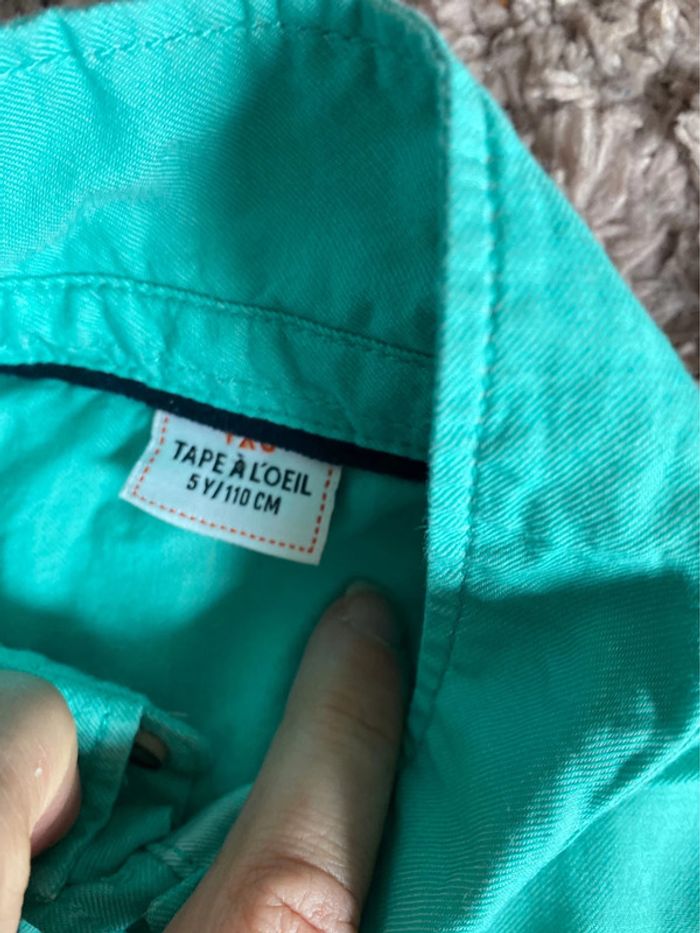 TAPE À L'OEIL
5 Y/110 CM